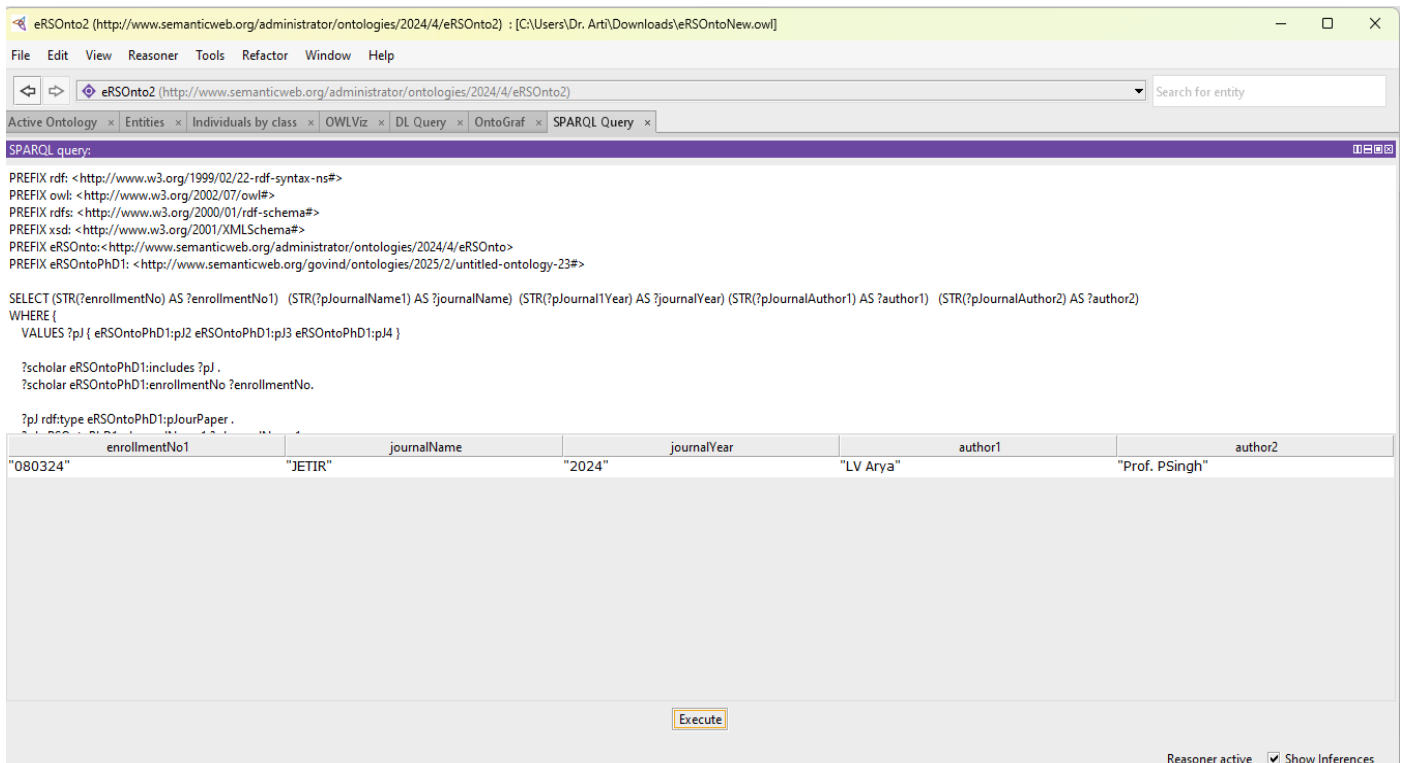 eRSOnto2 (http://www.semanticweb.org/administrator/ontologies/2024/4/eRSOnto2) : [C:\Users\Dr. Arti\Downloads\eRSOntoNew.owl]
File Edit View Reasoner Tools Refactor Window Help
eRSOnto2 (http://www.semanticweb.org/administrator/ontologies/2024/4/eRSOnto2) Search for entity
Active Ontology × Entities × Individuals by class × OWLViz × DL Query × OntoGraf × SPARQL Query ×
SPARQL query:
PREFIX rdf: <http://www.w3.org/1999/02/22-rdf-syntax-ns#>
PREFIX owl: <http://www.w3.org/2002/07/owl#>
PREFIX rdfs: <http://www.w3.org/2000/01/rdf-schema#>
PREFIX xsd: <http://www.w3.org/2001/XMLSchema#>
PREFIX eRSOnto:<http://www.semanticweb.org/administrator/ontologies/2024/4/eRSOnto>
PREFIX eRSOntoPhD1: <http://www.semanticweb.org/govind/ontologies/2025/2/untitled-ontology-23#>
SELECT (STR(?enrollmentNo) AS ?enrollmentNo1) (STR(?pJournalName1) AS ?journalName) (STR(?pJournal1Year) AS ?journalYear) (STR(?pJournalAuthor1) AS ?author1) (STR(?pJournalAuthor2) AS ?author2)
WHERE {
VALUES ?pJ { eRSOntoPhD1:pJ2 eRSOntoPhD1:pJ3 eRSOntoPhD1:pJ4 }
?scholar eRSOntoPhD1:includes ?pJ .
?scholar eRSOntoPhD1:enrollmentNo ?enrollmentNo.
?pJ rdf:type eRSOntoPhD1:pJourPaper .
enrollmentNo1 journalName journalYear author1 author2
"080324" "JETIR" "2024" "LV Arya" "Prof. PSingh"
Execute
Reasoner active Show Inferences